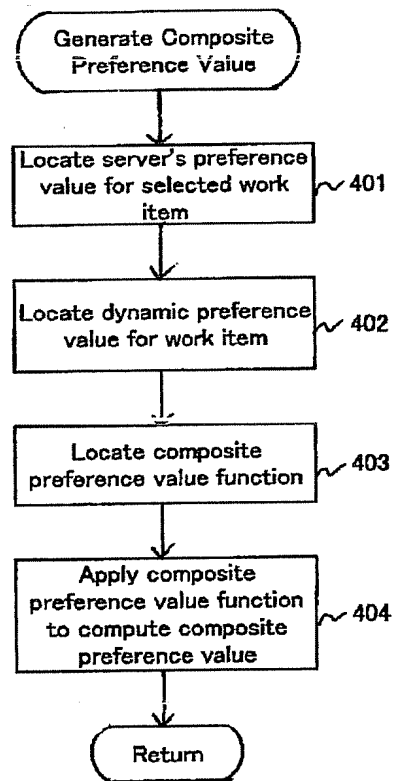 Generate Composite
Preference Value
Locate server's preference
value for selected work
item
401
Locate dynamic preference
value for work item
402
Locate composite
preference value function
403
Apply composite
preference value function
to compute composite
preference value
404
Return